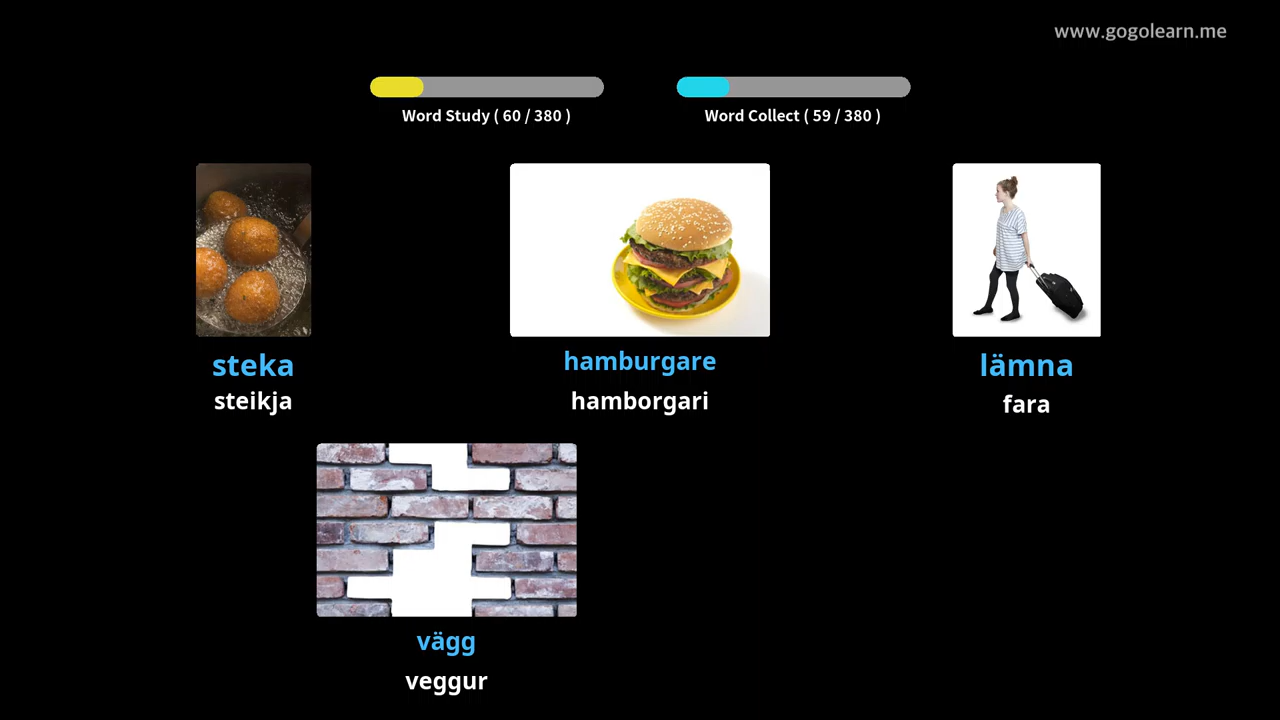 www.gogolearn.me
Word Study ( 60 / 380 )
Word Collect ( 59 / 380 )
steka
steikja
hamburgare
hamborgari
lämna
fara
vägg
veggur